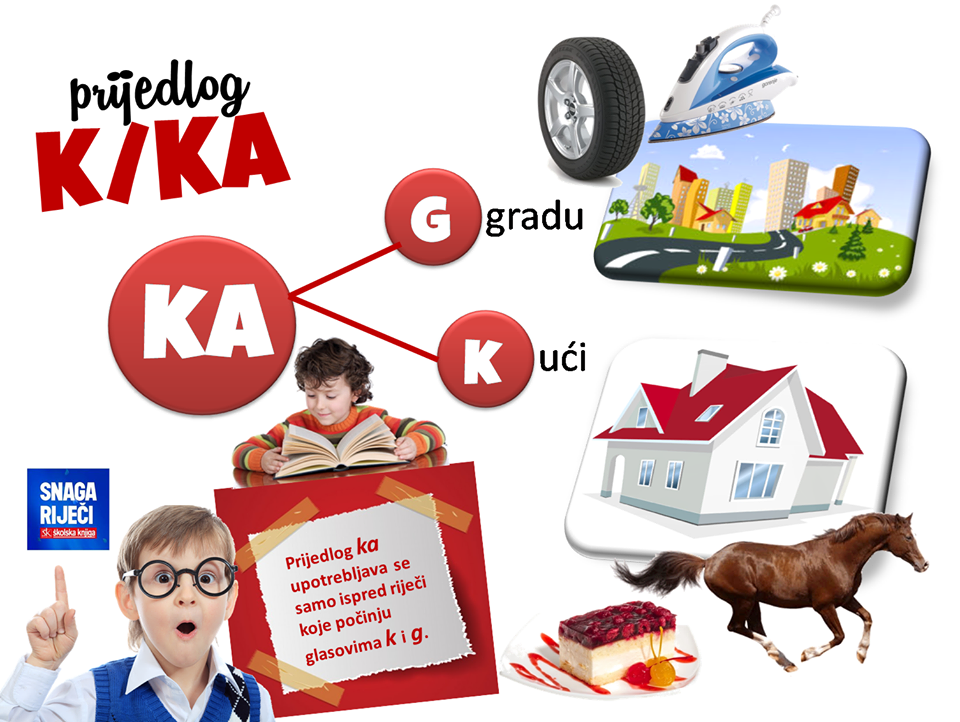 prijedlog
K/KA
G gradu
KA
K ući
SNAGA
RIJEČI
sk školska knjiga
Prijedlog ka
upotrebljava se
samo ispred riječi
koje počinju
glasovima k i g.